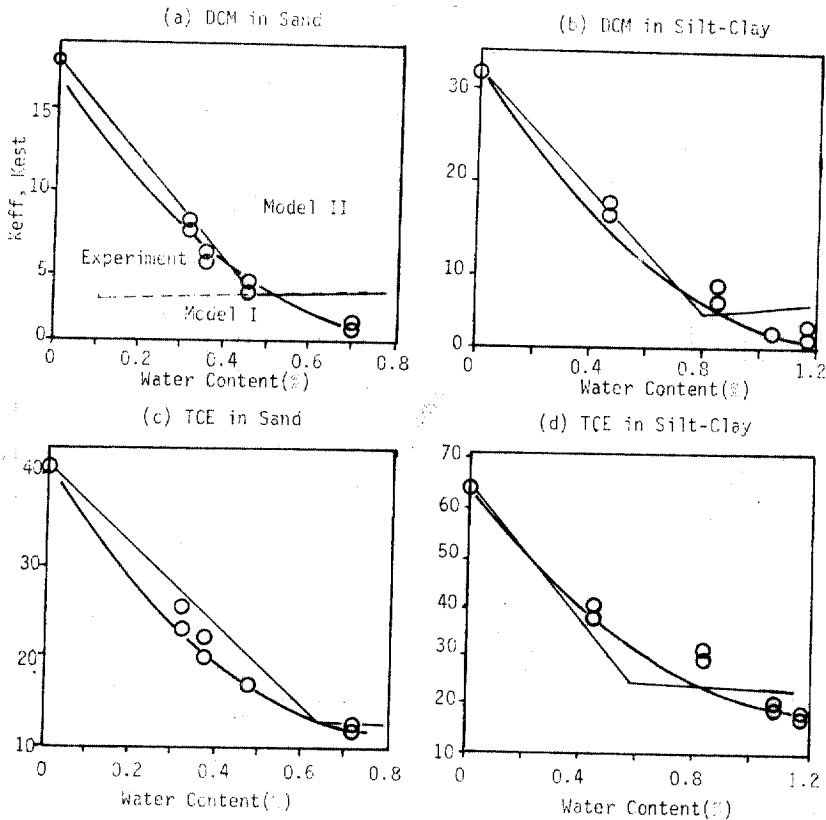 (a) DCM in Sand
Keff, Kest
15
10
5
0
Model II
Experiment
Model I
0 0.2 0.4 0.6 0.8
Water Content(%)
(b) DCM in Silt-Clay
30
20
10
0
0 0.4 0.8 1.2
Water Content(%)
(c) TCE in Sand
40
30
20
10
0 0.2 0.4 0.6 0.8
Water Content(%)
(d) TCE in Silt-Clay
70
60
50
40
30
20
10
0 0.4 0.8 1.2
Water Content(%)